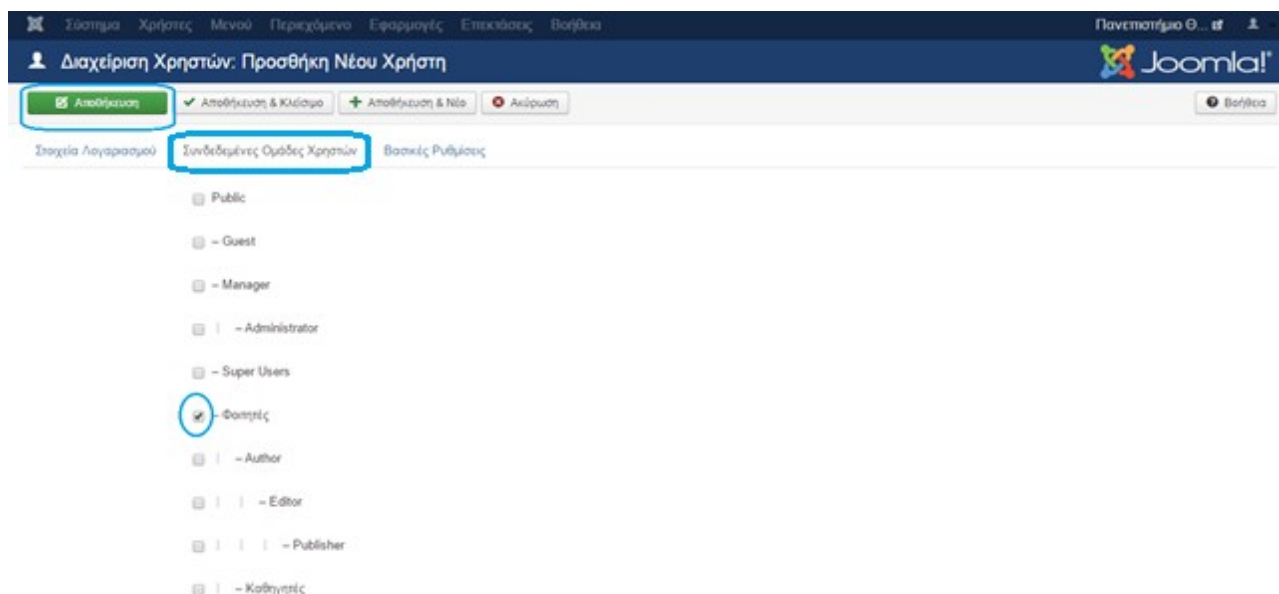 Σύστημα Χρήστες Μενού Περιεχόμενο Εφαρμογές Επεκτάσεις Βοήθεια Πανεπιστήμιο Θ...
Διαχείριση Χρηστών: Προσθήκη Νέου Χρήστη Joomla!
Αποθήκευση Αποθήκευση & Κλείσιμο Αποθήκευση & Νέο Ακύρωση Βοήθεια
Στοιχεία Λογαριασμού Συνδεδεμένες Ομάδες Χρηστών Βασικές Ρυθμίσεις
Public
– Guest
– Manager
| – Administrator
– Super Users
– Φοιτητές
| – Author
| | – Editor
| | | – Publisher
| – Καθηγητές